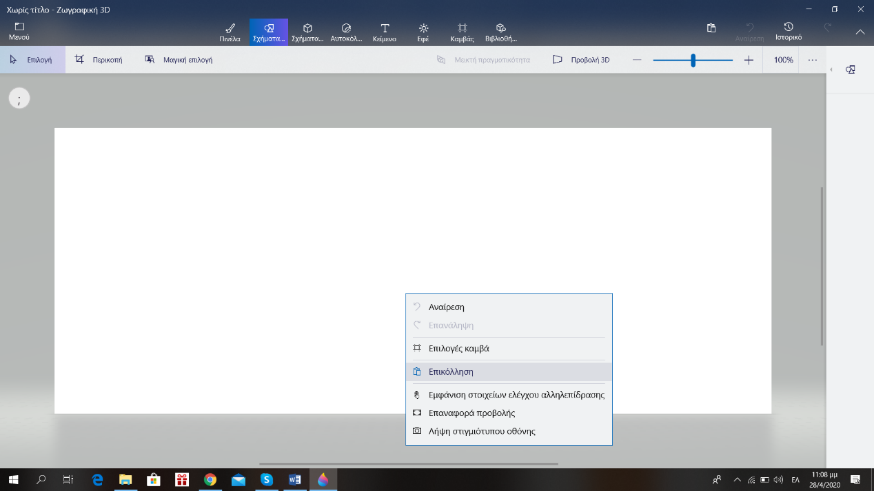 Χωρίς τίτλο - Ζωγραφική 3D
Μενού
Πινέλα
Σχήματα...
Σχήματα...
Αυτοκόλ...
Κείμενο
Εφέ
Καμβάς
Βιβλιοθή...
Αναίρεση
Ιστορικό
Επιλογή
Περικοπή
Μαγική επιλογή
Μεικτή πραγματικότητα
Προβολή 3D
100%
;
Αναίρεση
Επανάληψη
Επιλογές καμβά
Επικόλληση
Εμφάνιση στοιχείων ελέγχου αλληλεπίδρασης
Επαναφορά προβολής
Λήψη στιγμιότυπου οθόνης
ΕΛ
11:08 μμ
28/4/2020